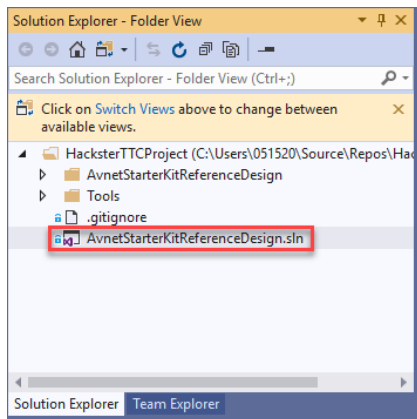 Solution Explorer - Folder View
Search Solution Explorer - Folder View (Ctrl+;)
Click on Switch Views above to change between
available views.
HacksterTTCProject (C:\Users\051520\Source\Repos\Hac
AvnetStarterKitReferenceDesign
Tools
.gitignore
AvnetStarterKitReferenceDesign.sln
Solution Explorer Team Explorer